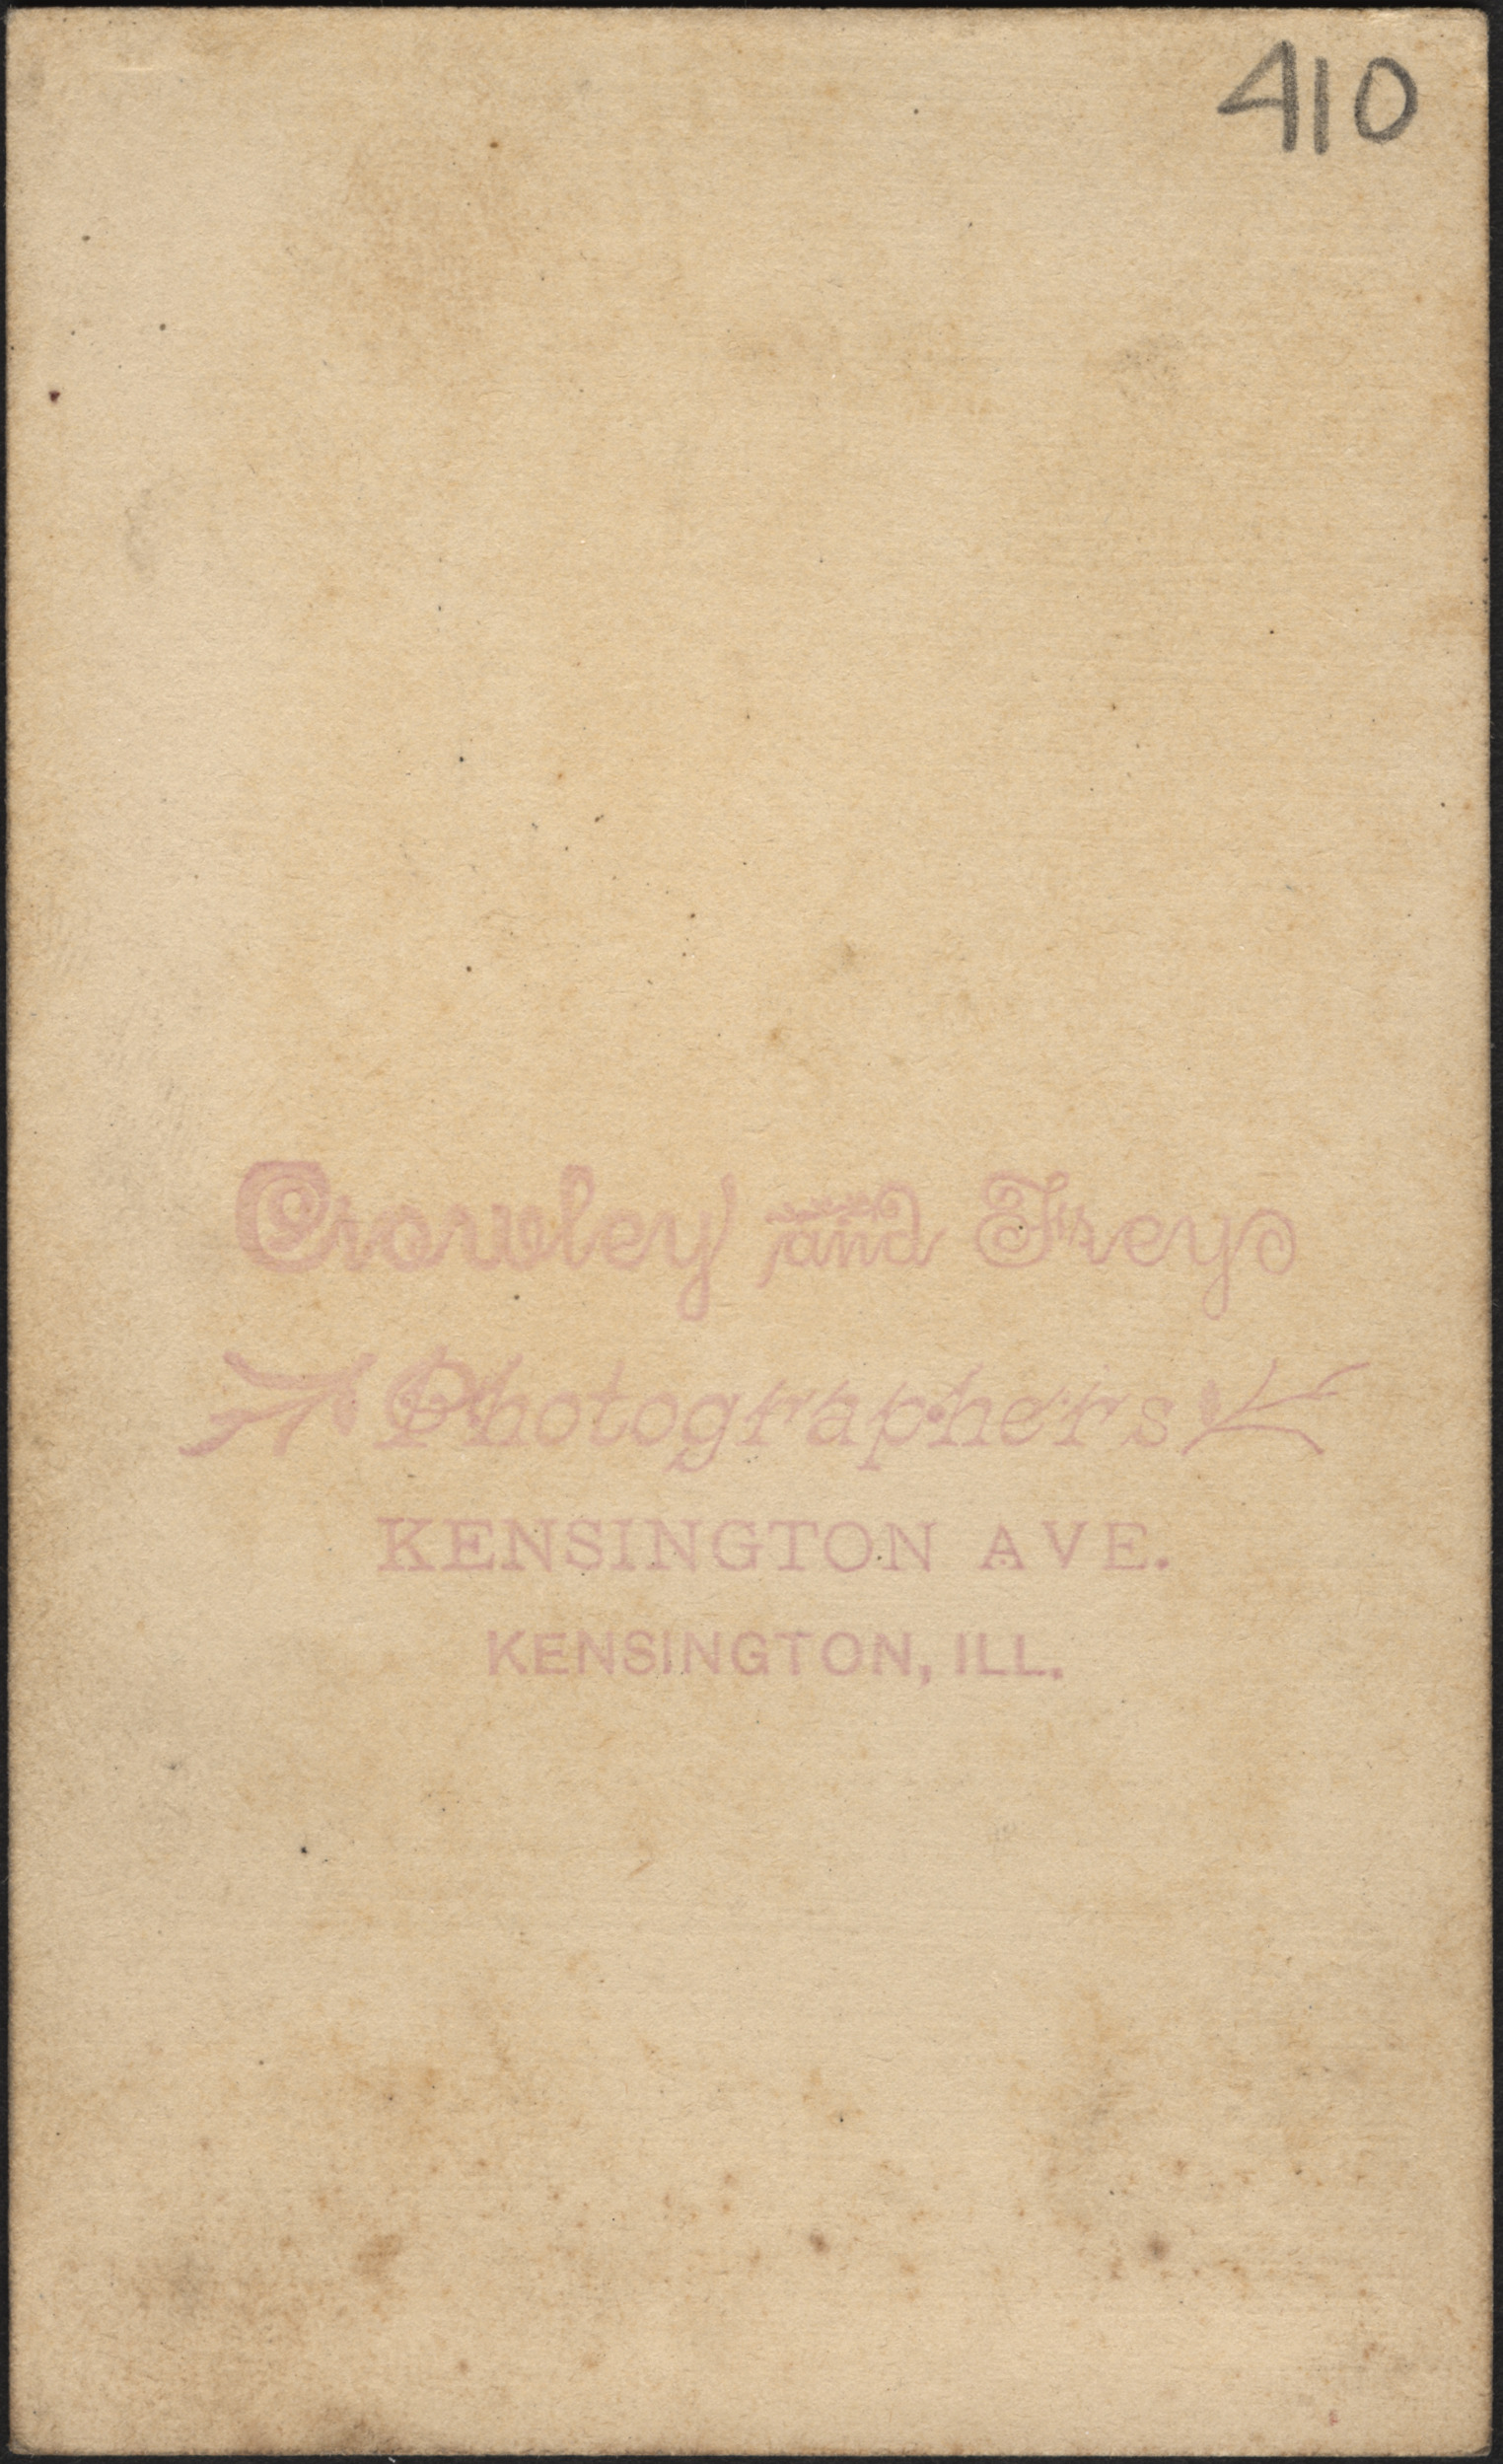 410
Crowley and Frey
Photographers
KENSINGTON AVE.
KENSINGTON, ILL.